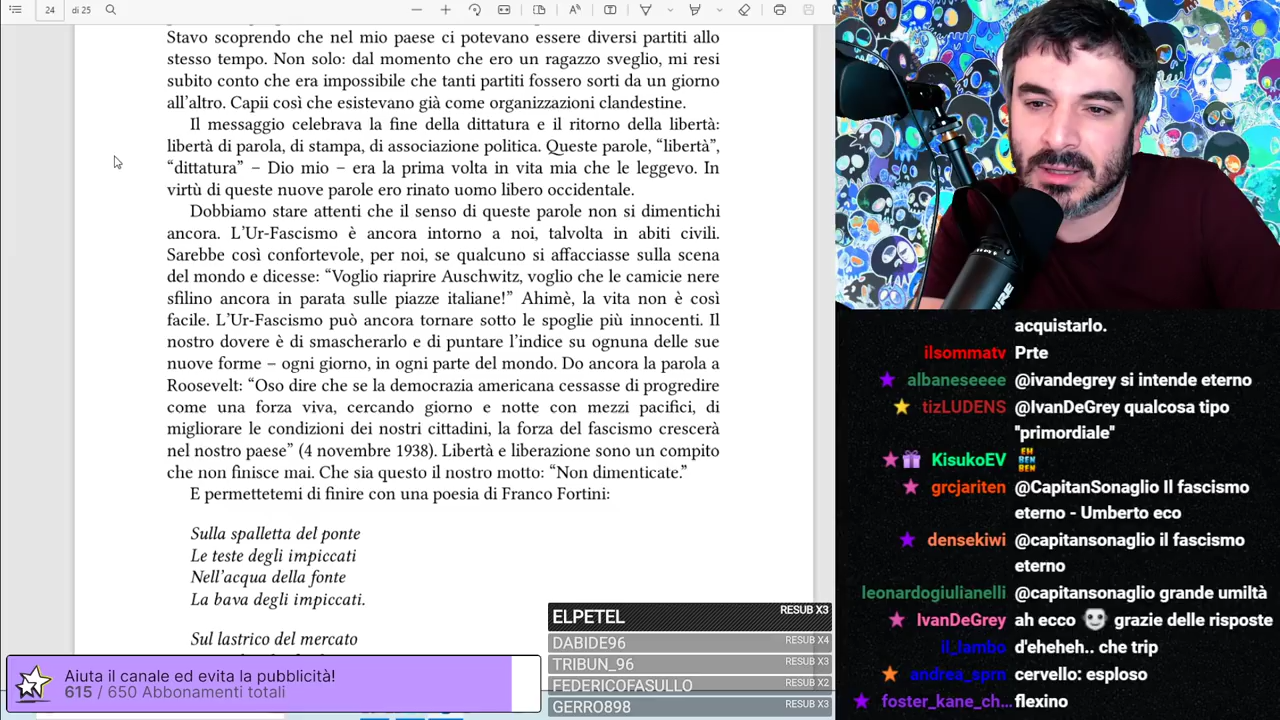 24
di 25
Stavo scoprendo che nel mio paese ci potevano essere diversi partiti allo
stesso tempo. Non solo: dal momento che ero un ragazzo sveglio, mi resi
subito conto che era impossibile che tanti partiti fossero sorti da un giorno
all’altro. Capii così che esistevano già come organizzazioni clandestine.
Il messaggio celebrava la fine della dittatura e il ritorno della libertà:
libertà di parola, di stampa, di associazione politica. Queste parole, “libertà”,
“dittatura” – Dio mio – era la prima volta in vita mia che le leggevo. In
virtù di queste nuove parole ero rinato uomo libero occidentale.
Dobbiamo stare attenti che il senso di queste parole non si dimentichi
ancora. L’Ur-Fascismo è ancora intorno a noi, talvolta in abiti civili.
Sarebbe così confortevole, per noi, se qualcuno si affacciasse sulla scena
del mondo e dicesse: “Voglio riaprire Auschwitz, voglio che le camicie nere
sfilino ancora in parata sulle piazze italiane!” Ahimè, la vita non è così
facile. L’Ur-Fascismo può ancora tornare sotto le spoglie più innocenti. Il
nostro dovere è di smascherarlo e di puntare l’indice su ognuna delle sue
nuove forme – ogni giorno, in ogni parte del mondo. Do ancora la parola a
Roosevelt: “Oso dire che se la democrazia americana cessasse di progredire
come una forza viva, cercando giorno e notte con mezzi pacifici, di
migliorare le condizioni dei nostri cittadini, la forza del fascismo crescerà
nel nostro paese” (4 novembre 1938). Libertà e liberazione sono un compito
che non finisce mai. Che sia questo il nostro motto: “Non dimenticate.”
E permettetemi di finire con una poesia di Franco Fortini:
Sulla spalletta del ponte
Le teste degli impiccati
Nell’acqua della fonte
La bava degli impiccati.
Sul lastrico del mercato
Aiuta il canale ed evita la pubblicità!
615 / 650 Abbonamenti totali
ELPETEL RESUB X3
DABIDE96 RESUB X4
TRIBUN_96 RESUB X3
FEDERICOFASULLO RESUB X2
GERRO898 RESUB X3
SHURE
acquistarlo.
ilsommatv Prte
albaneseeee @ivandegrey si intende eterno
tizLUDENS @IvanDeGrey qualcosa tipo
"primordiale"
KisukoEV EH BEN BEN
grcjariten @CapitanSonaglio Il fascismo
eterno - Umberto eco
densekiwi @capitansonaglio il fascismo
eterno
leonardogiulianelli @capitansonaglio grande umiltà
IvanDeGrey ah ecco grazie delle risposte
il_lambo d'eheheh.. che trip
andrea_sprn cervello: esploso
foster_kane_ch... flexino